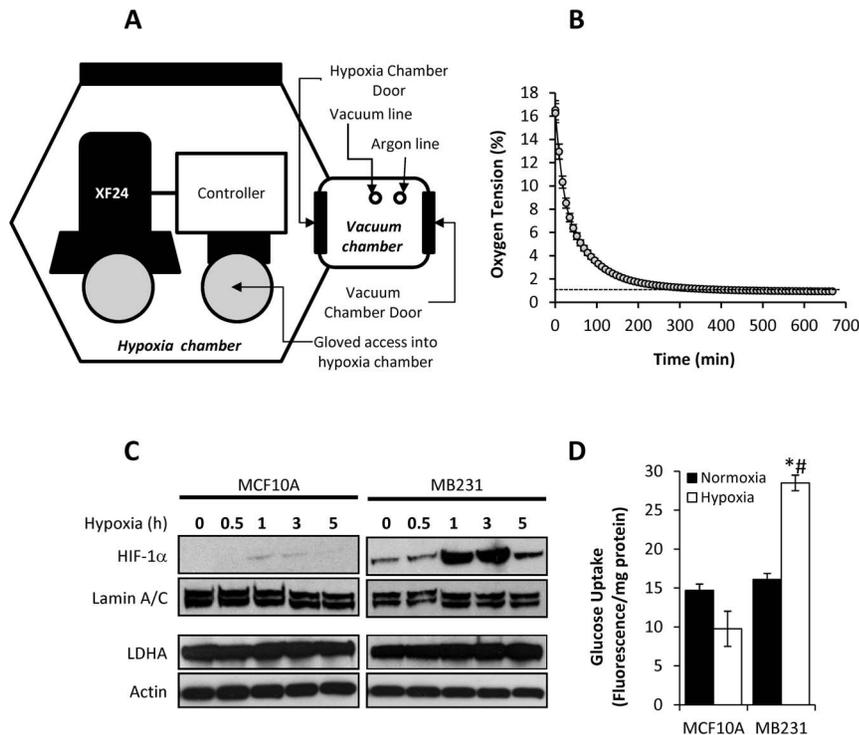 A
Hypoxia Chamber
Door
Vacuum line
Argon line
XF24
Controller
Vacuum
chamber
Vacuum
Chamber Door
Gloved access into
hypoxia chamber
Hypoxia chamber
B
Oxygen Tension (%)
18
16
14
12
10
8
6
4
2
0
0 100 200 300 400 500 600 700
Time (min)
C
MCF10A MB231
Hypoxia (h) 0 0.5 1 3 5 0 0.5 1 3 5
HIF-1α
Lamin A/C
LDHA
Actin
D
Glucose Uptake
(Fluorescence/mg protein)
30
25
20
15
10
5
0
Normoxia
Hypoxia
*#
MCF10A MB231